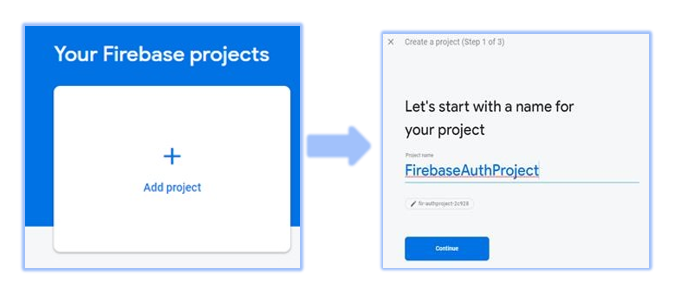 Your Firebase projects
+
Add project
× Create a project (Step 1 of 3)
Let's start with a name for
your project
Project name
FirebaseAuthProject
fir-authproject-2c928
Continue